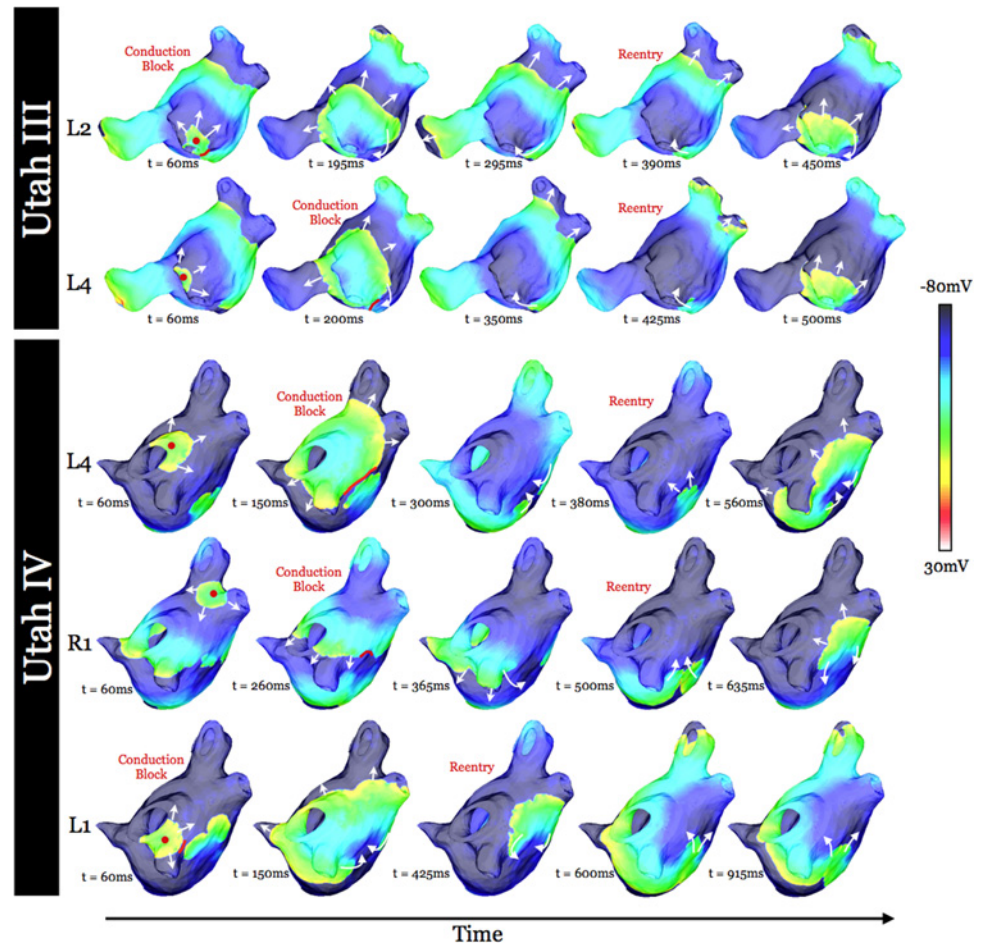 Utah III
Conduction
Block
Reentry
L2
t = 60ms
t = 195ms
t = 295ms
t = 390ms
t = 450ms
Conduction
Block
Reentry
L4
t = 60ms
t = 200ms
t = 350ms
t = 425ms
t = 500ms
-80mV
30mV
Utah IV
Conduction
Block
Reentry
L4
t = 60ms
t = 150ms
t = 300ms
t = 380ms
t = 560ms
Conduction
Block
Reentry
R1
t = 60ms
t = 260ms
t = 365ms
t = 500ms
t = 635ms
Conduction
Block
Reentry
L1
t = 60ms
t = 150ms
t = 425ms
t = 600ms
t = 915ms
Time